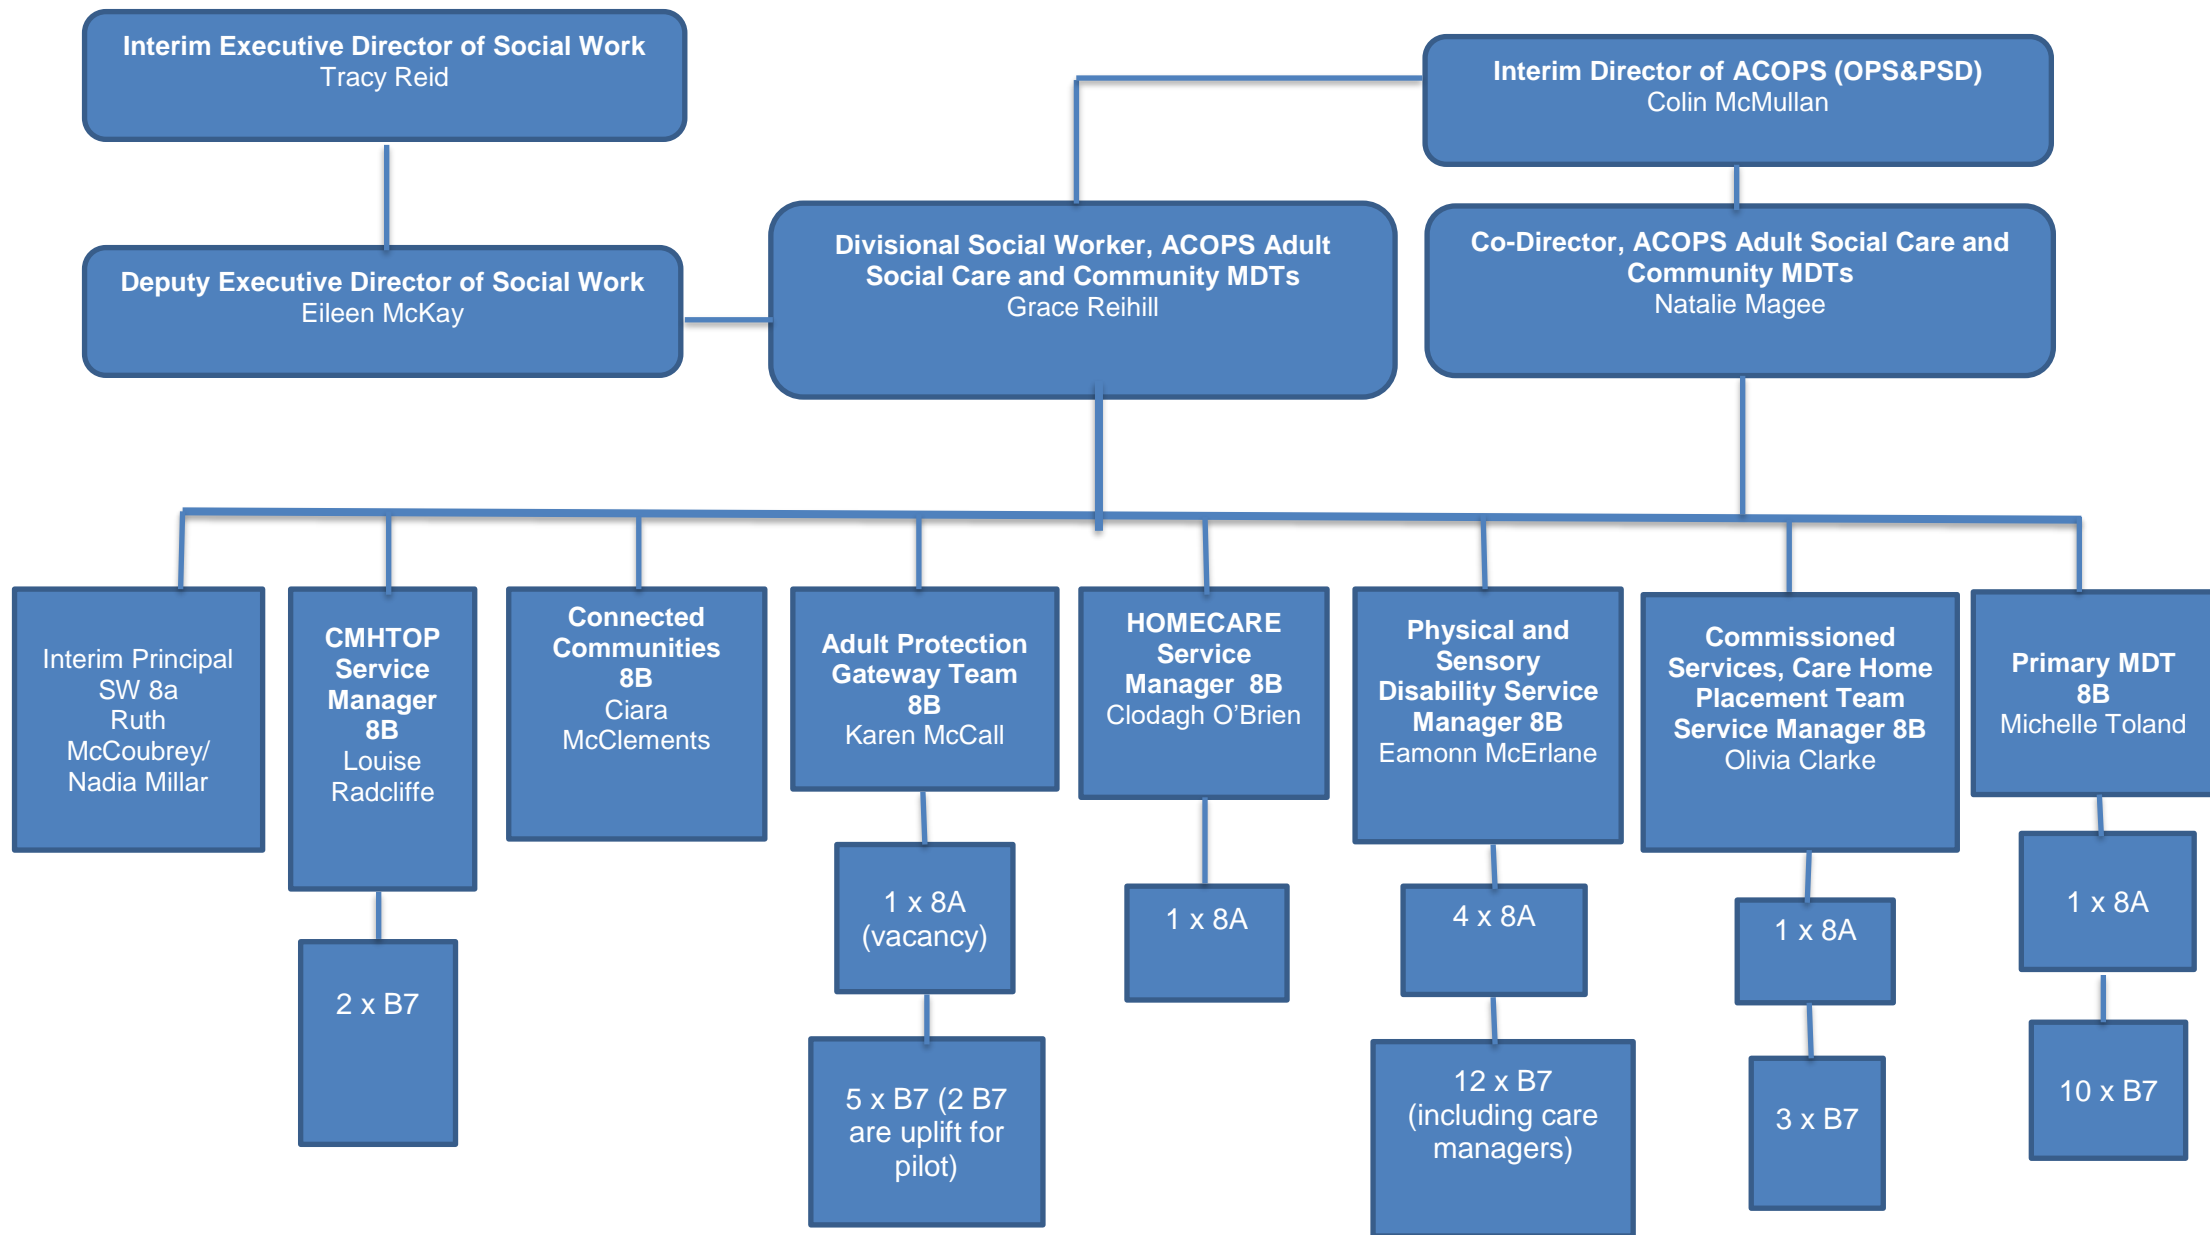 Interim Executive Director of Social Work
Tracy Reid
Interim Director of ACOPS (OPS&PSD)
Colin McMullan
Deputy Executive Director of Social Work
Eileen McKay
Divisional Social Worker, ACOPS Adult
Social Care and Community MDTs
Grace Reihill
Co-Director, ACOPS Adult Social Care and
Community MDTs
Natalie Magee
Interim Principal
SW 8a
Ruth
McCoubrey/
Nadia Millar
CMHTOP
Service
Manager
8B
Louise
Radcliffe
Connected
Communities
8B
Ciara
McClements
Adult Protection
Gateway Team
8B
Karen McCall
HOMECARE
Service
Manager  8B
Clodagh O’Brien
Physical and
Sensory
Disability Service
Manager 8B
Eamonn McErlane
Commissioned
Services, Care Home
Placement Team
Service Manager 8B
Olivia Clarke
Primary MDT
8B
Michelle Toland
2 x B7
1 x 8A
(vacancy)
1 x 8A
4 x 8A
1 x 8A
1 x 8A
5 x B7 (2 B7
are uplift for
pilot)
12 x B7
(including care
managers)
3 x B7
10 x B7